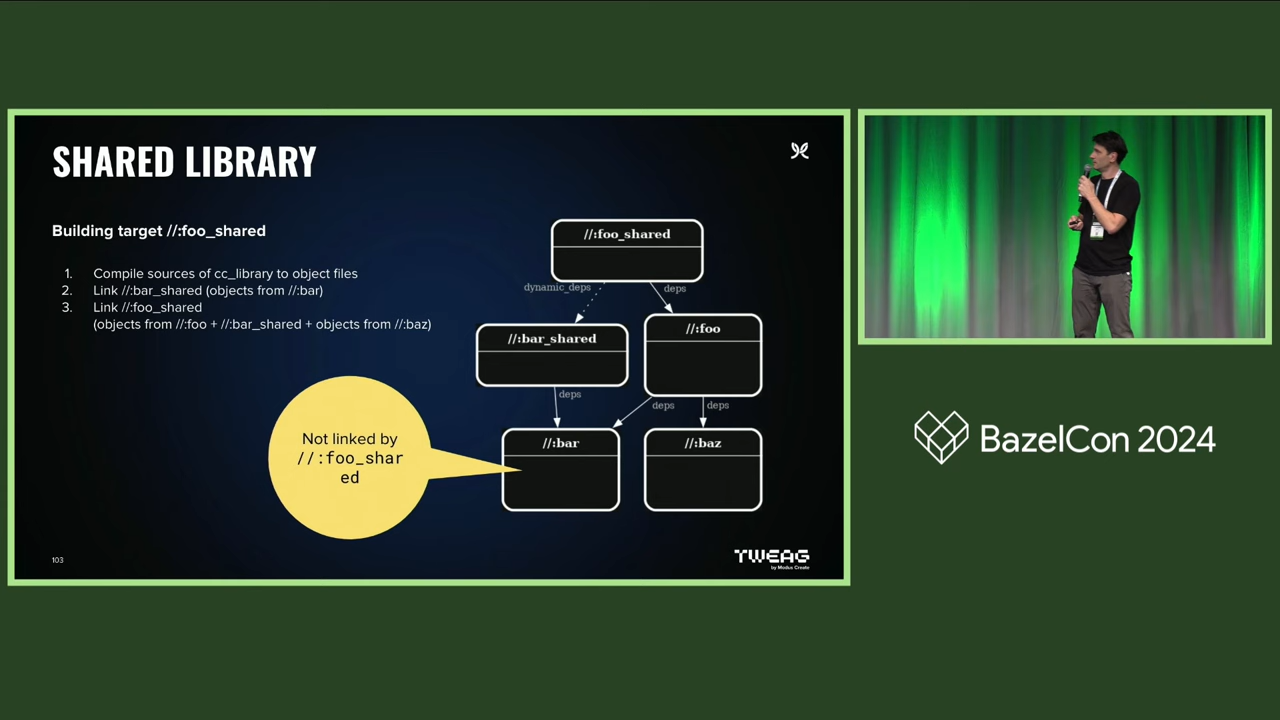 SHARED LIBRARY
Building target //:foo_shared
1. Compile sources of cc_library to object files
2. Link //:bar_shared (objects from //:bar)
3. Link //:foo_shared
(objects from //:foo + //:bar_shared + objects from //:baz)
//:foo_shared
dynamic_deps
deps
//:bar_shared
//:foo
deps
deps
deps
//:bar
//:baz
Not linked by
//:foo_shar
ed
103
TWEAG
by Modus Create
BazelCon 2024